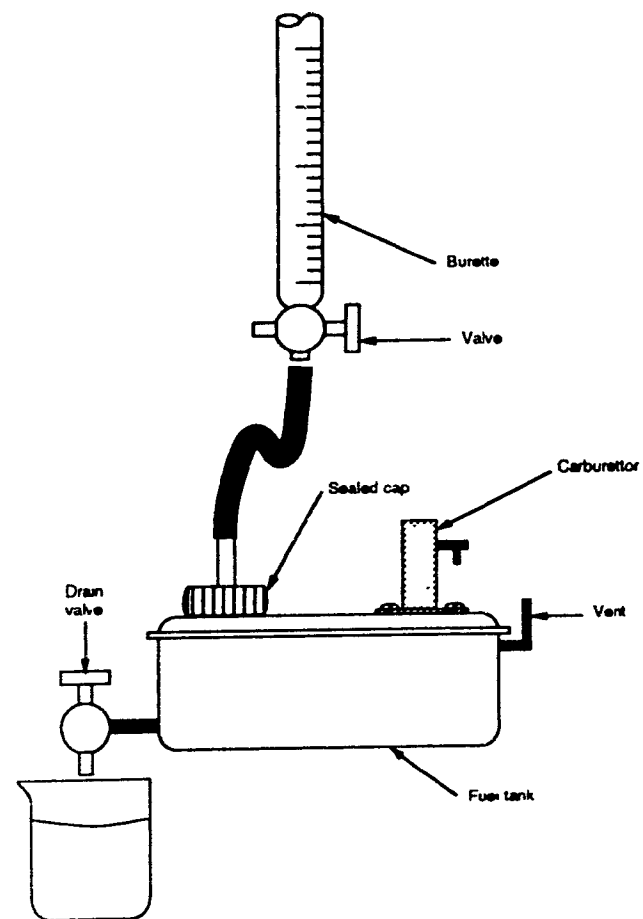 Burette
Valve
Carburettor
Sealed cap
Drain
valve
Vent
Fuel tank